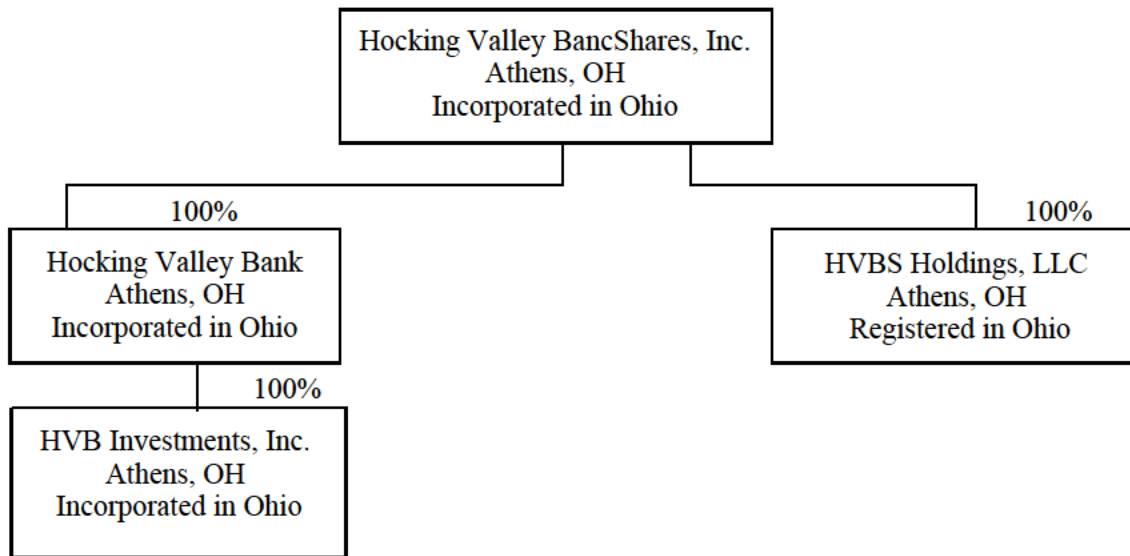 Hocking Valley BancShares, Inc.
Athens, OH
Incorporated in Ohio
100%
Hocking Valley Bank
Athens, OH
Incorporated in Ohio
100%
HVBS Holdings, LLC
Athens, OH
Registered in Ohio
100%
HVB Investments, Inc.
Athens, OH
Incorporated in Ohio